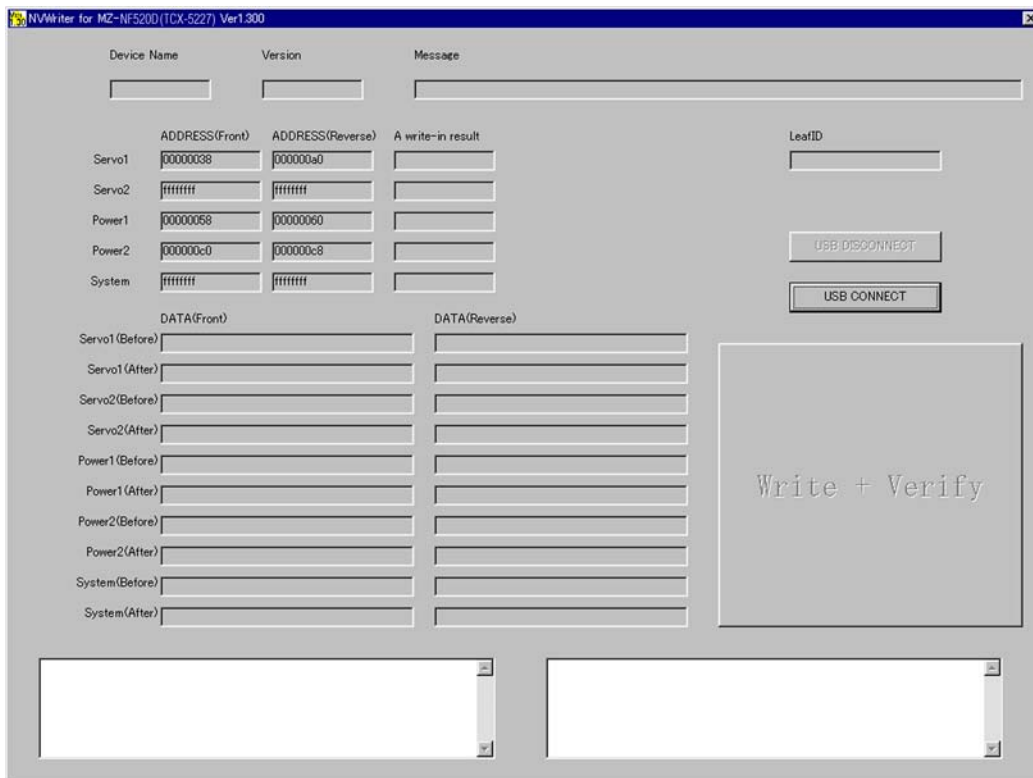 Ver 1.30 NVWriter for MZ-NF520D(TCX-5227) Ver1.300
Device Name Version Message
ADDRESS(Front) ADDRESS(Reverse) A write-in result LeafID
Servo1 00000038 000000a0
Servo2 ffffffff ffffffff
Power1 00000058 00000060
Power2 000000c0 000000c8
USB DISCONNECT
System ffffffff ffffffff
USB CONNECT
DATA(Front) DATA(Reverse)
Servo1(Before)
Servo1(After)
Servo2(Before)
Servo2(After)
Power1(Before)
Power1(After)
Write + Verify
Power2(Before)
Power2(After)
System(Before)
System(After)